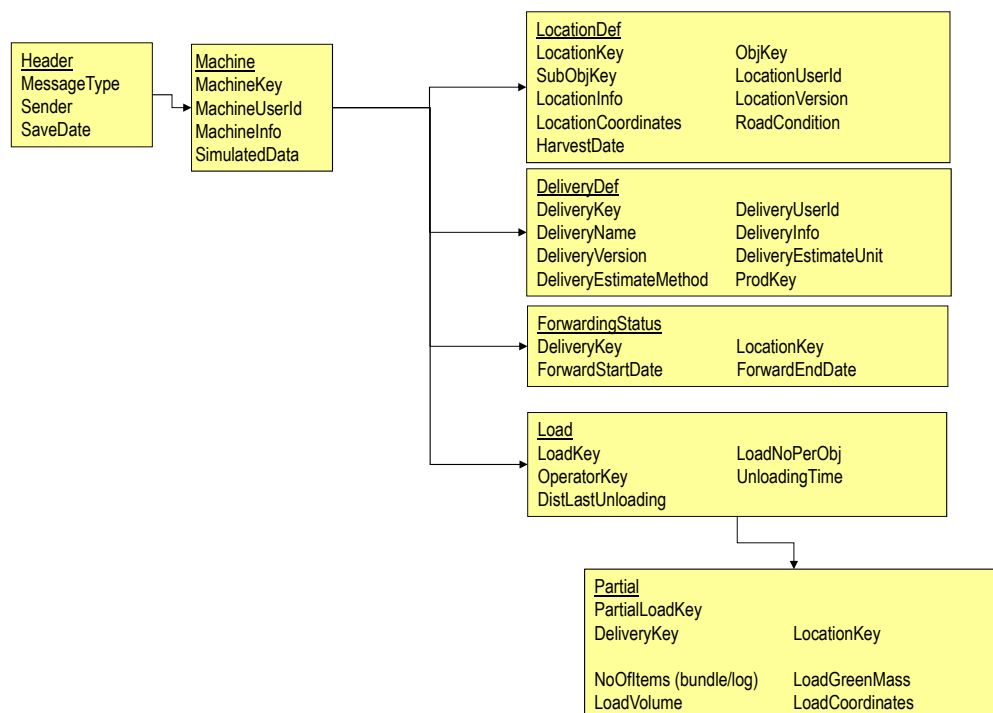 Header
MessageType
Sender
SaveDate
Machine
MachineKey
MachineUserId
MachineInfo
SimulatedData
LocationDef
LocationKey ObjKey
SubObjKey LocationUserId
LocationInfo LocationVersion
LocationCoordinates RoadCondition
HarvestDate
DeliveryDef
DeliveryKey DeliveryUserId
DeliveryName DeliveryInfo
DeliveryVersion DeliveryEstimateUnit
DeliveryEstimateMethod ProdKey
ForwardingStatus
DeliveryKey LocationKey
ForwardStartDate ForwardEndDate
Load
LoadKey LoadNoPerObj
OperatorKey UnloadingTime
DistLastUnloading
Partial
PartialLoadKey
DeliveryKey LocationKey
NoOfItems (bundle/log) LoadGreenMass
LoadVolume LoadCoordinates